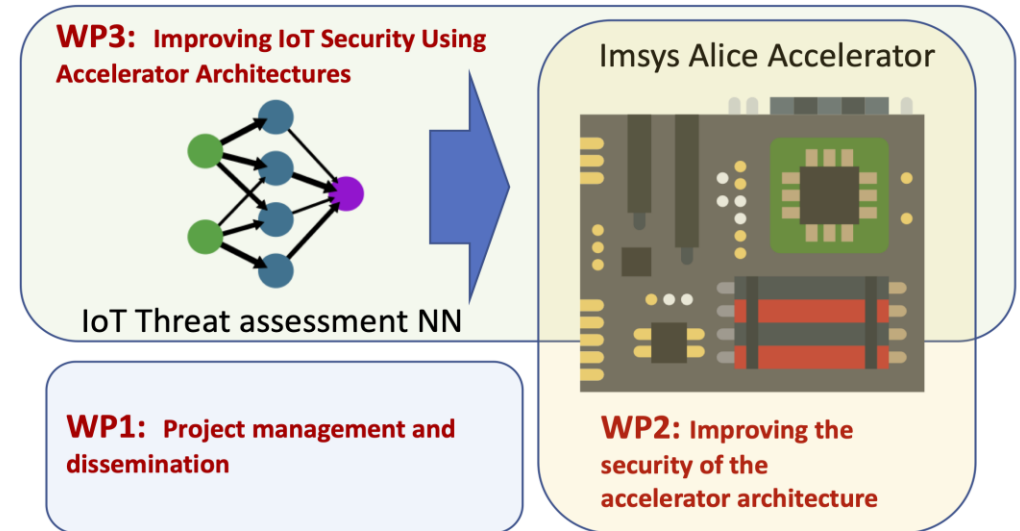 WP3: Improving IoT Security Using
Accelerator Architectures
Imsys Alice Accelerator
IoT Threat assessment NN
WP1: Project management and
dissemination
WP2: Improving the
security of the
accelerator architecture